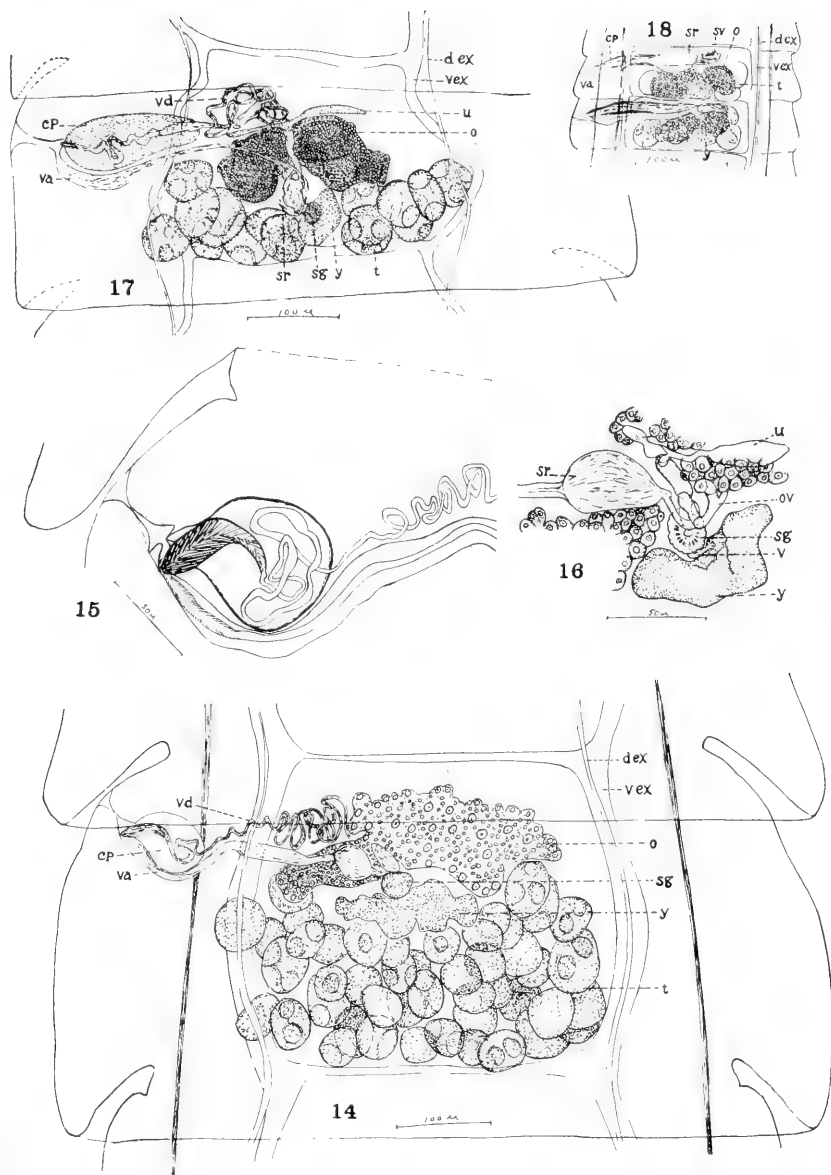 18
cp
sr
sv
o
dex
vex
va
t
y
100 u
dex
vex
vd
u
o
cp
va
sr
sg
y
t
17
100 u
15
50 u
u
sr
ov
sg
v
y
16
50 u
dex
vex
vd
o
cp
va
sg
y
t
14
100 u